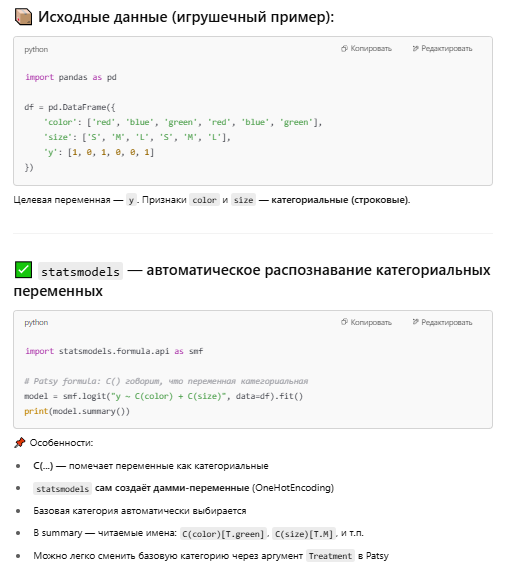 Исходные данные (игрушечный пример):
python
Копировать
Редактировать
import pandas as pd
df = pd.DataFrame({
'color': ['red', 'blue', 'green', 'red', 'blue', 'green'],
'size': ['S', 'M', 'L', 'S', 'M', 'L'],
'y': [1, 0, 1, 0, 0, 1]
})
Целевая переменная — y. Признаки color и size — категориальные (строковые).
statsmodels — автоматическое распознавание категориальных
переменных
python
Копировать
Редактировать
import statsmodels.formula.api as smf
# Patsy formula: C() говорит, что переменная категориальная
model = smf.logit("y ~ C(color) + C(size)", data=df).fit()
print(model.summary())
Особенности:
C(...) — помечает переменные как категориальные
statsmodels сам создаёт дамми-переменные (OneHotEncoding)
Базовая категория автоматически выбирается
В summary — читаемые имена: C(color)[T.green], C(size)[T.M], и т.п.
Можно легко сменить базовую категорию через аргумент Treatment в Patsy